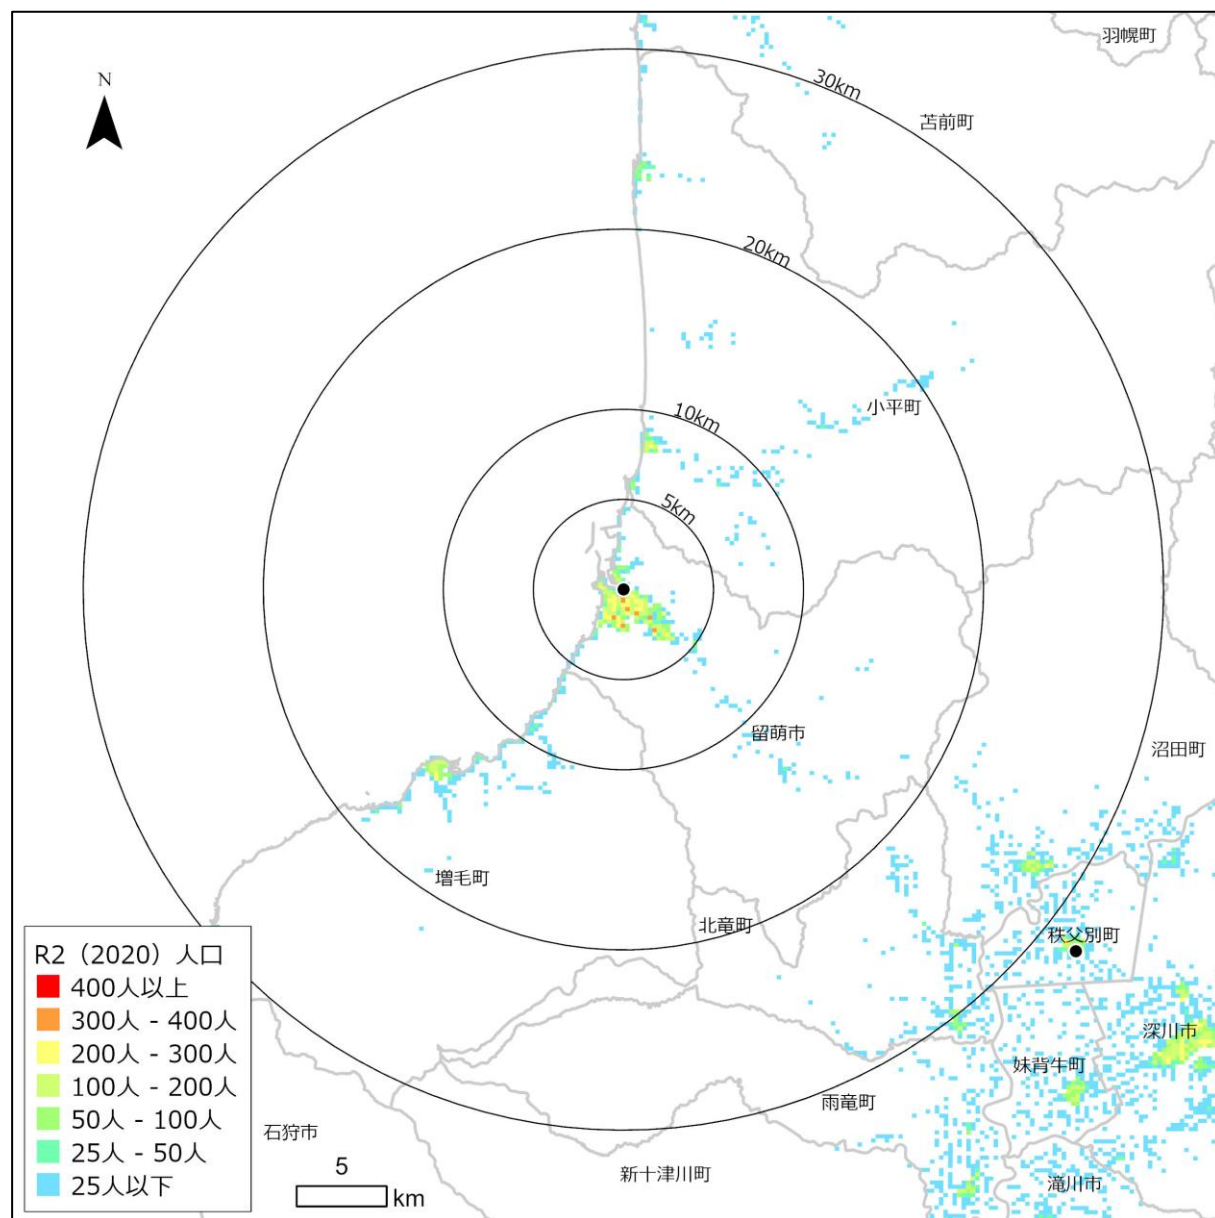 羽幌町
N
30km
苫前町
20km
小平町
10km
5km
留萌市
沼田町
増毛町
北竜町
秩父別町
R2（2020）人口
400人以上
300人 - 400人
200人 - 300人
100人 - 200人
50人 - 100人
25人 - 50人
25人以下
深川市
妹背牛町
雨竜町
石狩市
5
km
新十津川町
滝川市